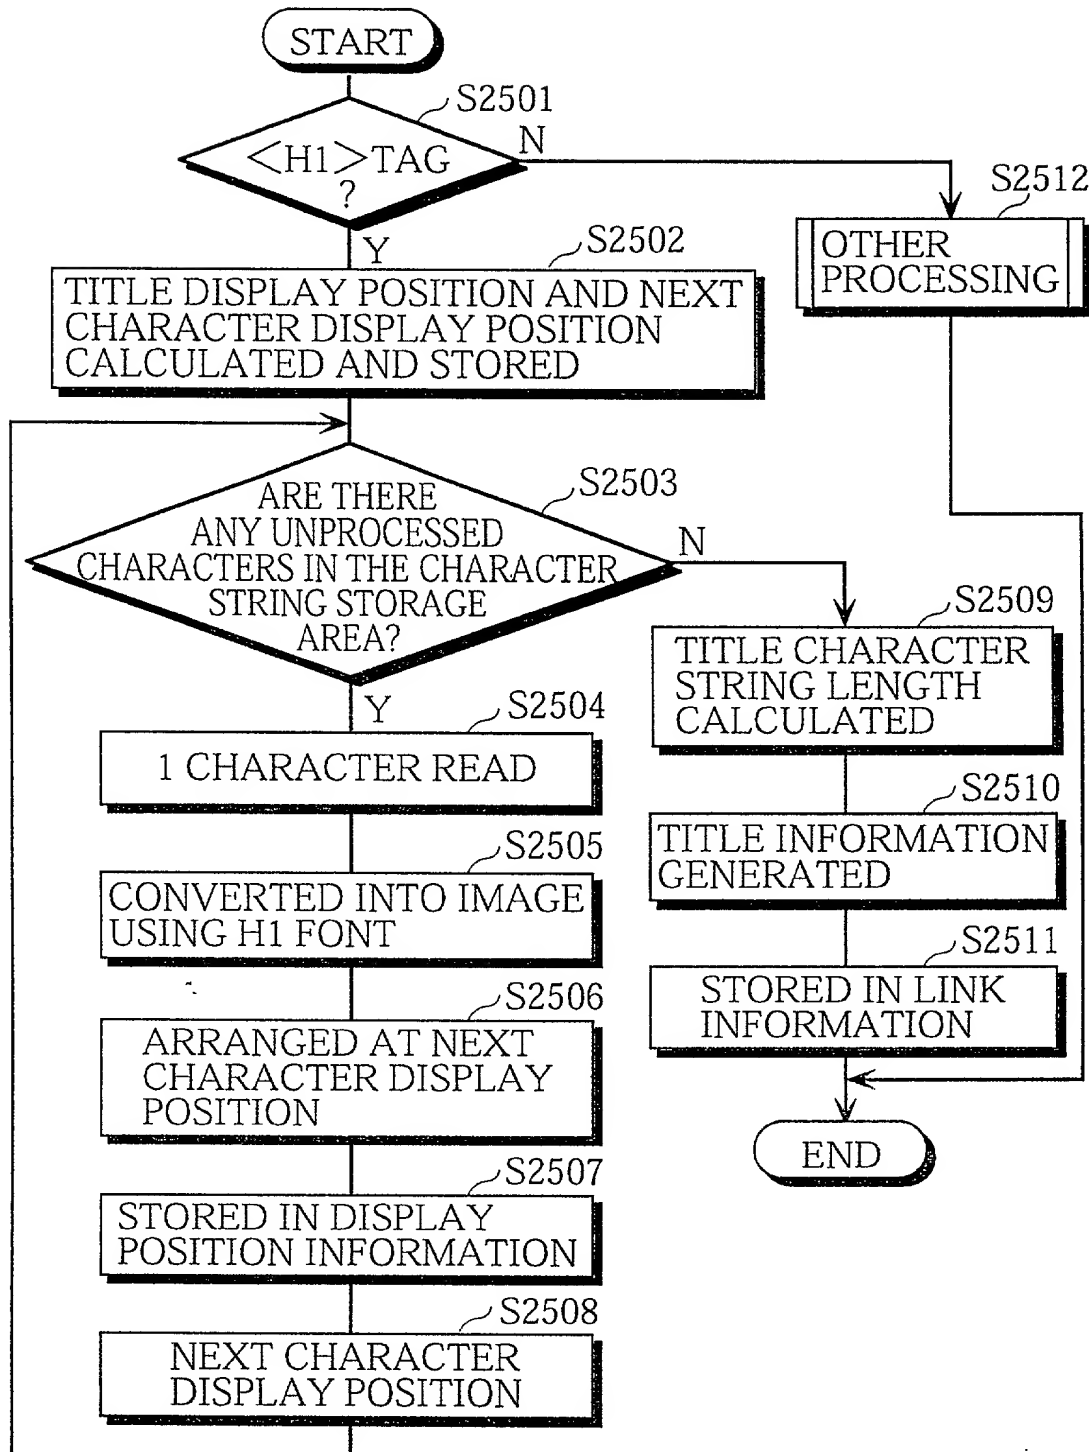 START
S2501
<H1>TAG
?
N
Y
S2512
OTHER
PROCESSING
S2502
TITLE DISPLAY POSITION AND NEXT
CHARACTER DISPLAY POSITION
CALCULATED AND STORED
S2503
ARE THERE
ANY UNPROCESSED
CHARACTERS IN THE CHARACTER
STRING STORAGE
AREA?
N
Y
S2504
1 CHARACTER READ
S2505
CONVERTED INTO IMAGE
USING H1 FONT
S2506
ARRANGED AT NEXT
CHARACTER DISPLAY
POSITION
S2507
STORED IN DISPLAY
POSITION INFORMATION
S2508
NEXT CHARACTER
DISPLAY POSITION
S2509
TITLE CHARACTER
STRING LENGTH
CALCULATED
S2510
TITLE INFORMATION
GENERATED
S2511
STORED IN LINK
INFORMATION
END